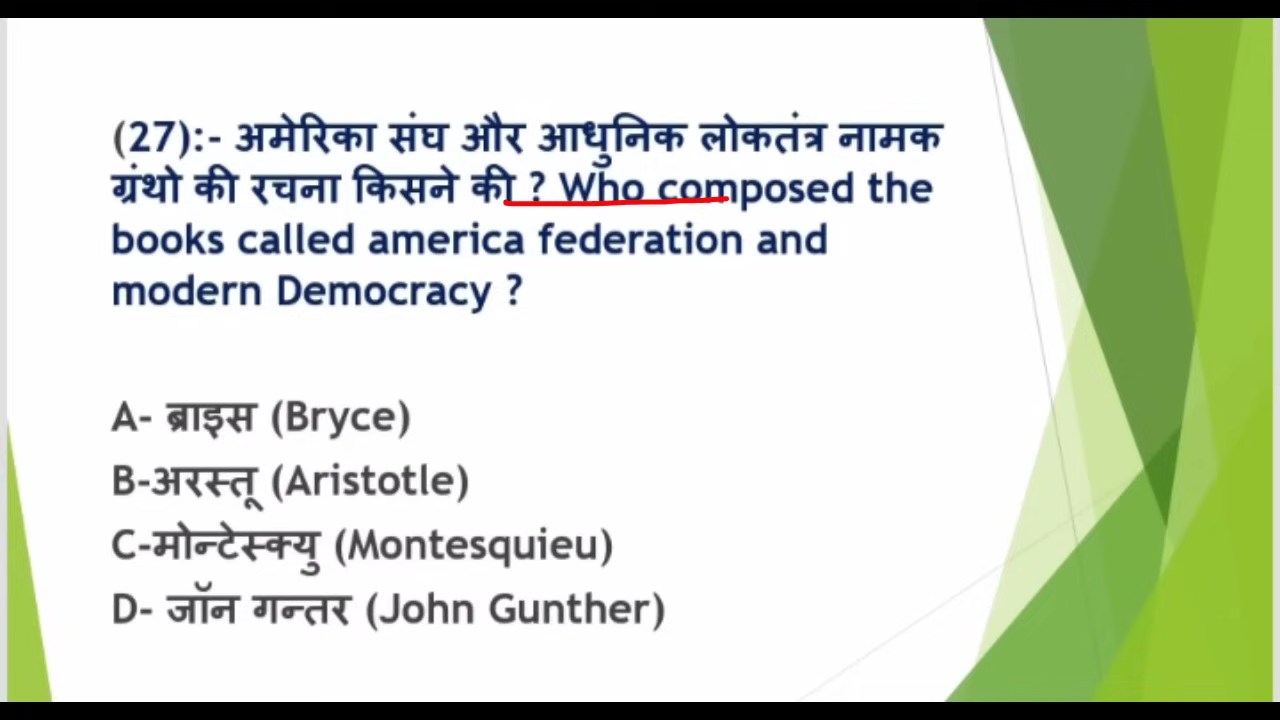 (27):- अमेरिका संघ और आधुनिक लोकतंत्र नामक
ग्रंथो की रचना किसने की ? Who composed the
books called america federation and
modern Democracy ?
A- ब्राइस (Bryce)
B-अरस्तू (Aristotle)
C-मोन्टेस्क्यु (Montesquieu)
D- जॉन गन्तर (John Gunther)